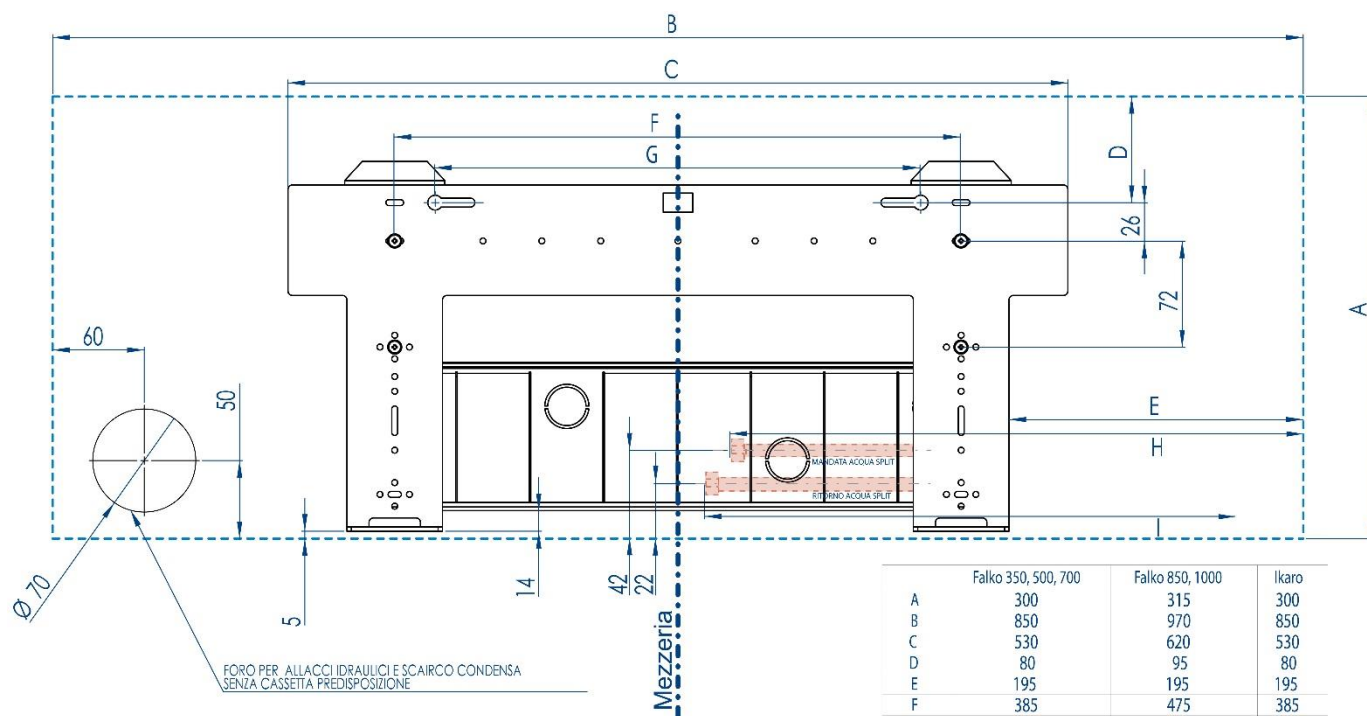 B
C
F
G
D
26
72
A
60
50
E
H
MANDATA ACQUA SPLIT
RITORNO ACQUA SPLIT
I
Ø 70
5
14
42
22
Mezzeria
FORO PER ALLACCI IDRAULICI E SCAIRCO CONDENSA
SENZA CASSETTA PREDISPOSIZIONE
Falko 350, 500, 700 Falko 850, 1000 Ikaro
A 300 315 300
B 850 970 850
C 530 620 530
D 80 95 80
E 195 195 195
F 385 475 385